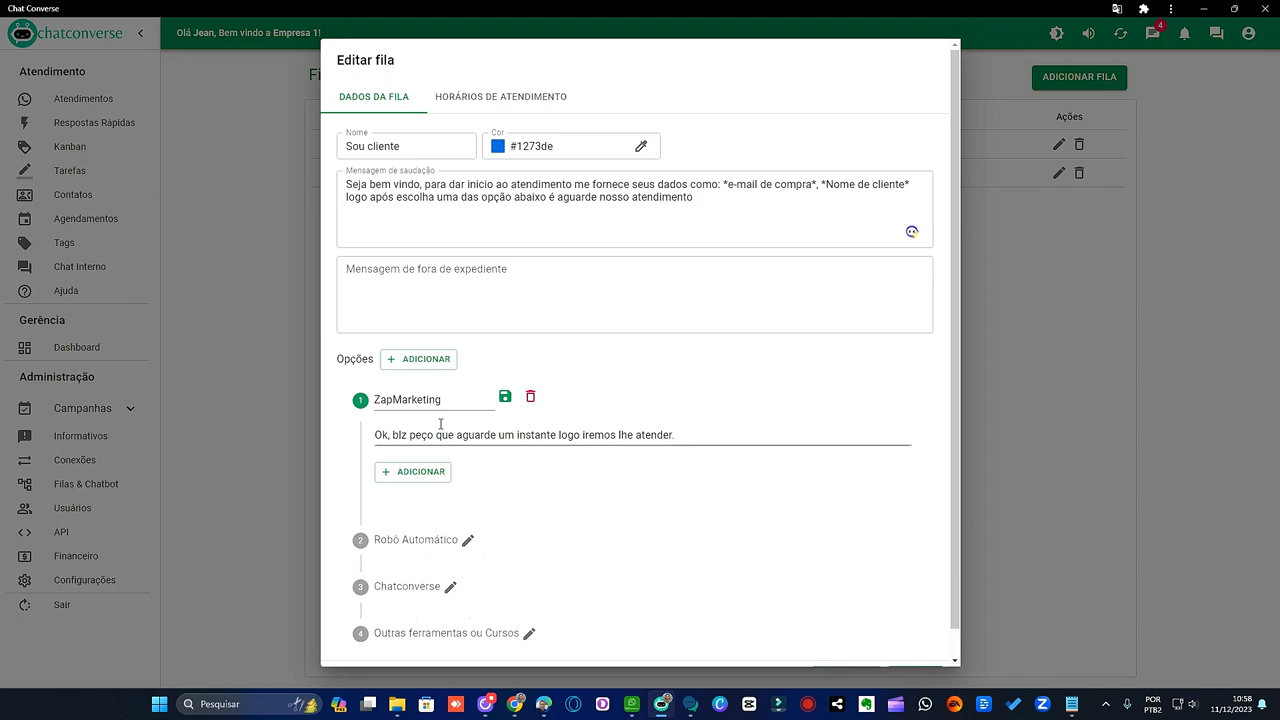 Chat Converse
chatconverse
Olá Jean, Bem vindo a Empresa 1!
4
Atendimento
Atendimentos
Respostas Rápidas
Kanban
Tarefas
Contatos
Agendamentos
Tags
Chat Interno
Ajuda
Gerência
Dashboard
Administração
Campanhas
Informativos
Conexões
Filas & Chatbot
Usuários
API
Financeiro
Configurações
Sair
ADICIONAR FILA
Ações
Editar fila
DADOS DA FILA
HORÁRIOS DE ATENDIMENTO
Nome
Sou cliente
Cor
#1273de
Mensagem de saudação
Seja bem vindo, para dar inicio ao atendimento me fornece seus dados como: *e-mail de compra*, *Nome de cliente*
logo após escolha uma das opção abaixo é aguarde nosso atendimento
Mensagem de fora de expediente
Opções
ADICIONAR
1
ZapMarketing
Ok, blz peço que aguarde um instante logo iremos lhe atender.
ADICIONAR
2
Robô Automático
3
Chatconverse
4
Outras ferramentas ou Cursos
Pesquisar
POR
PTB2
10:58
11/12/2023